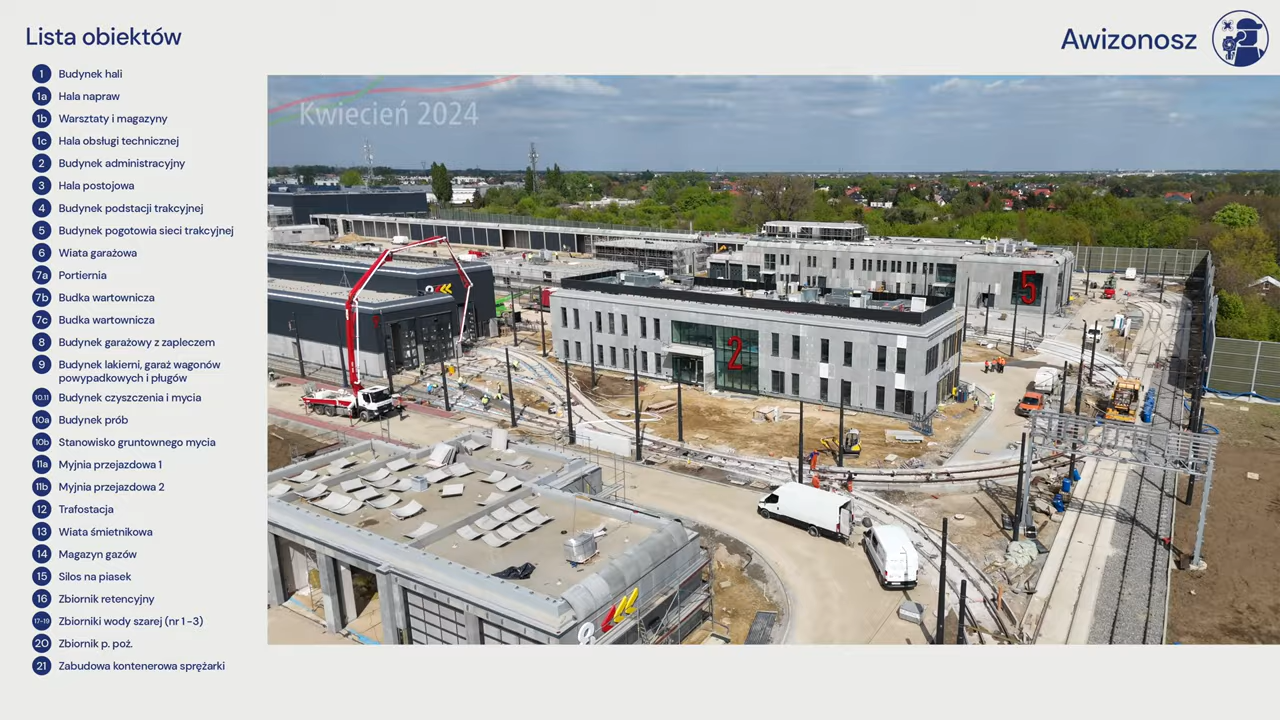 Lista obiektów
1 Budynek hali
1a Hala napraw
1b Warsztaty i magazyny
1c Hala obsługi technicznej
2 Budynek administracyjny
3 Hala postojowa
4 Budynek podstacji trakcyjnej
5 Budynek pogotowia sieci trakcyjnej
6 Wiata garażowa
7a Portiernia
7b Budka wartownicza
7c Budka wartownicza
8 Budynek garażowy z zapleczem
9 Budynek lakierni, garaż wagonów
powypadkowych i pługów
10.11 Budynek czyszczenia i mycia
10a Budynek prób
10b Stanowisko gruntownego mycia
11a Myjnia przejazdowa 1
11b Myjnia przejazdowa 2
12 Trafostacja
13 Wiata śmietnikowa
14 Magazyn gazów
15 Silos na piasek
16 Zbiornik retencyjny
17-19 Zbiorniki wody szarej (nr 1 -3)
20 Zbiornik p. poż.
21 Zabudowa kontenerowa sprężarki
Awizonosz
Kwiecień 2024
5
2